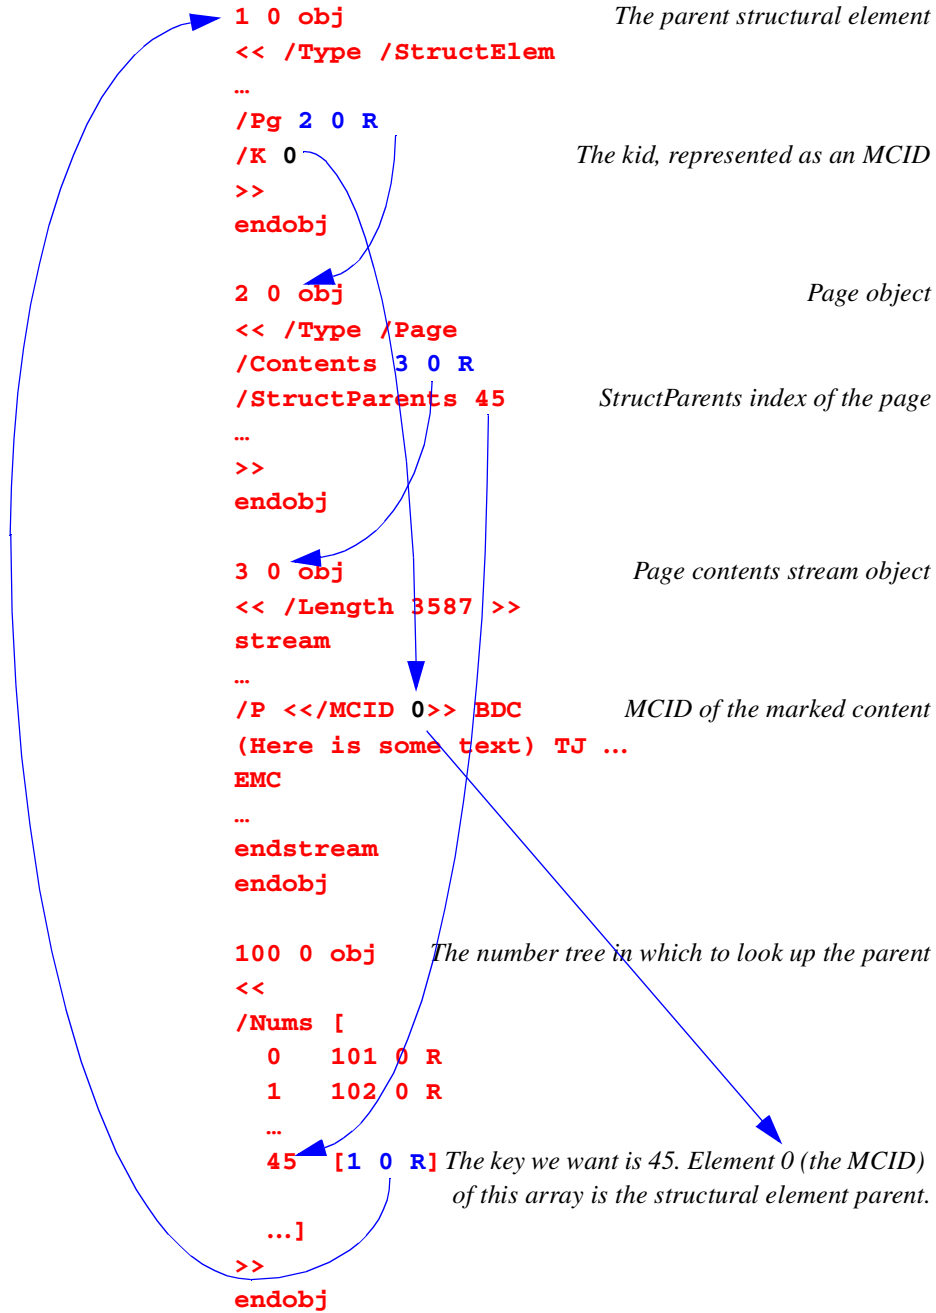 1 0 obj The parent structural element
<< /Type /StructElem
…
/Pg 2 0 R
/K 0 The kid, represented as an MCID
>>
endobj
2 0 obj Page object
<< /Type /Page
/Contents 3 0 R
/StructParents 45 StructParents index of the page
…
>>
endobj
3 0 obj Page contents stream object
<< /Length 3587 >>
stream
…
/P <</MCID 0>> BDC MCID of the marked content
(Here is some text) TJ …
EMC
…
endstream
endobj
100 0 obj The number tree in which to look up the parent
<<
/Nums [
0 101 0 R
1 102 0 R
…
45 [1 0 R] The key we want is 45. Element 0 (the MCID)
of this array is the structural element parent.
…]
>>
endobj